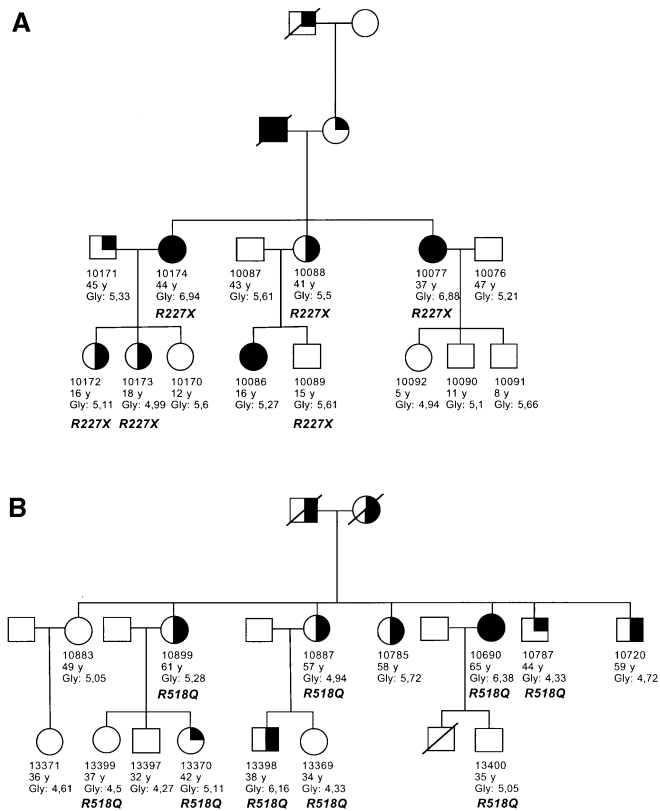 A
10171 10174 10087 10088 10077 10076
45 y 44 y 43 y 41 y 37 y 47 y
Gly: 5,33 Gly: 6,94 Gly: 5,61 Gly: 5,5 Gly: 6,88 Gly: 5,21
R227X R227X R227X
10172 10173 10170 10086 10089 10092 10090 10091
16 y 18 y 12 y 16 y 15 y 5 y 11 y 8 y
Gly: 5,11 Gly: 4,99 Gly: 5,6 Gly: 5,27 Gly: 5,61 Gly: 4,94 Gly: 5,1 Gly: 5,66
R227X R227X R227X
B
10883 10899 10887 10785 10690 10787 10720
49 y 61 y 57 y 58 y 65 y 44 y 59 y
Gly: 5,05 Gly: 5,28 Gly: 4,94 Gly: 5,72 Gly: 6,38 Gly: 4,33 Gly: 4,72
R518Q R518Q R518Q R518Q
13371 13399 13397 13370 13398 13369 13400
36 y 37 y 32 y 42 y 38 y 34 y 35 y
Gly: 4,61 Gly: 4,5 Gly: 4,27 Gly: 5,11 Gly: 6,16 Gly: 4,33 Gly: 5,05
R518Q R518Q R518Q R518Q R518Q